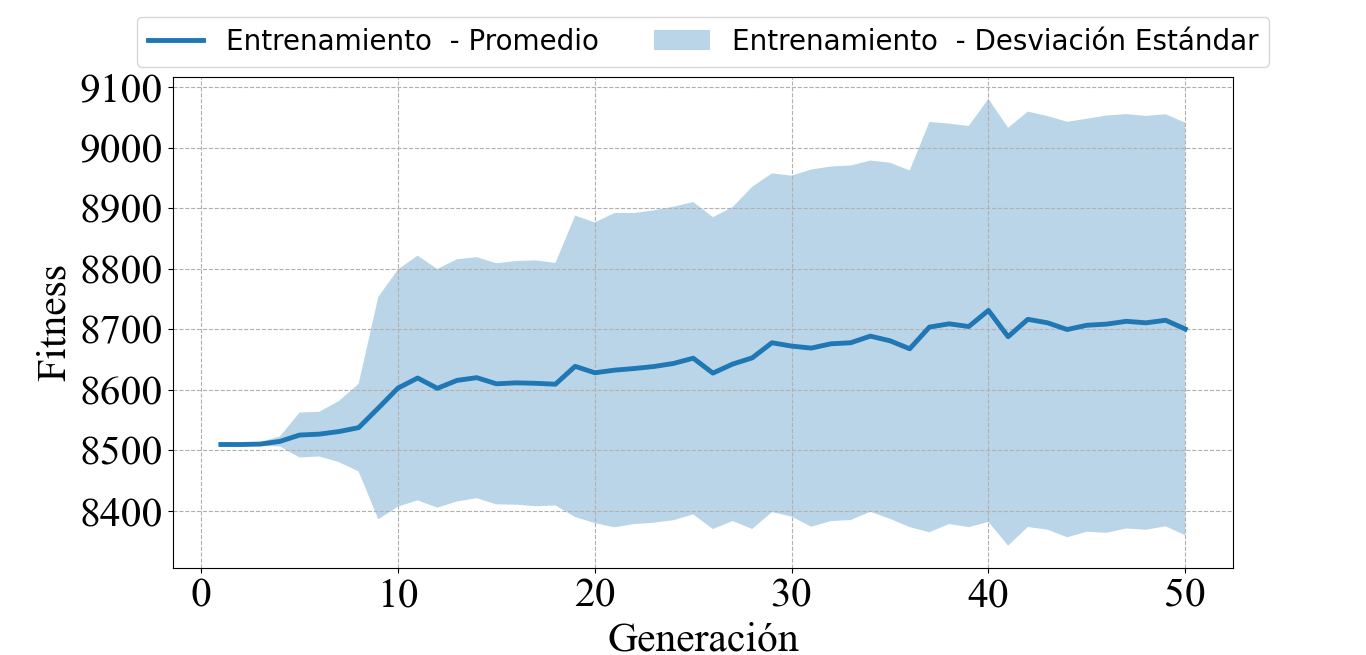 Entrenamiento  - Promedio
Entrenamiento  - Desviación Estándar
9100
9000
8900
8800
8700
8600
8500
8400
Fitness
0 10 20 30 40 50
Generación